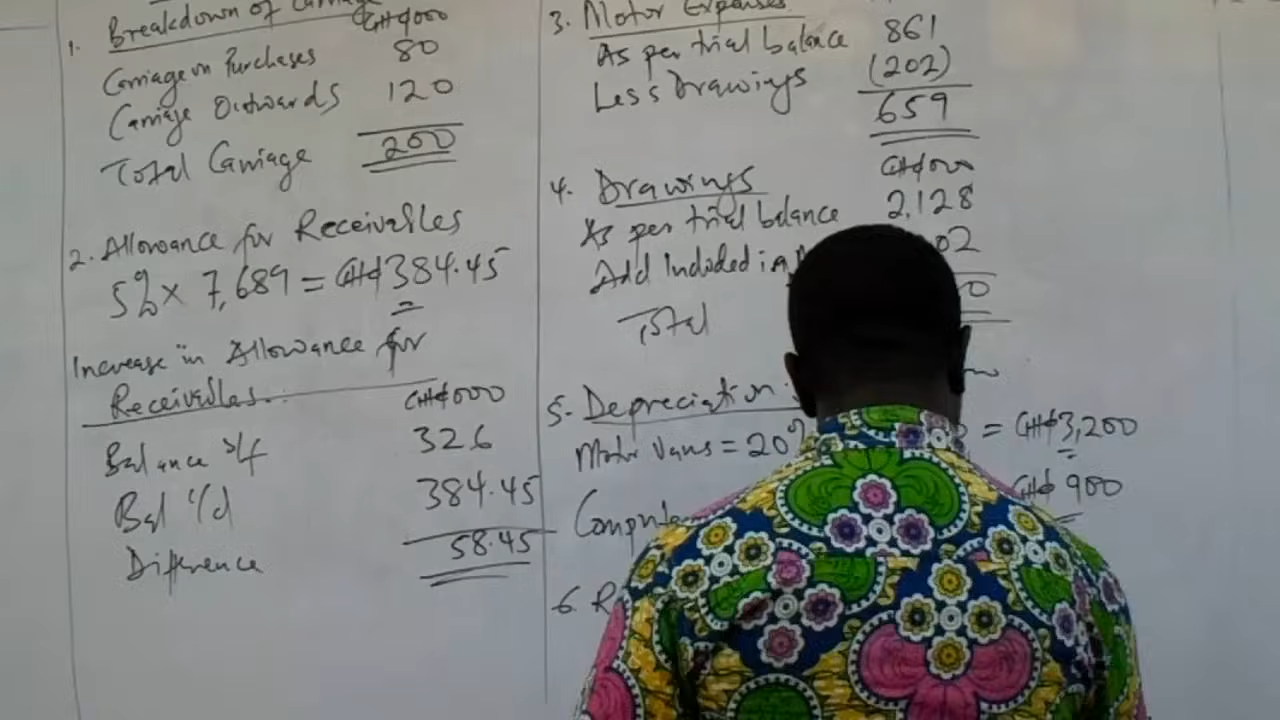 1. Breakdown of Carriage
GH¢000
Carriage on Purchases 80
Carriage Outwards 120
Total Carriage 200
2. Allowance for Receivables
5% × 7,689 = GH¢384.45
Increase in Allowance for
Receivables.
GH¢000
Balance b/f 326
Bal c/d 384.45
Difference 58.45
3. Motor Expenses
As per trial balance 861
Less Drawings (202)
659
GH¢000
4. Drawings
As per trial balance 2,128
Add Included in 02
Total 0
5. Depreciation
Motor Vans = 20% = GH¢3,200
GH¢ 900
6. R